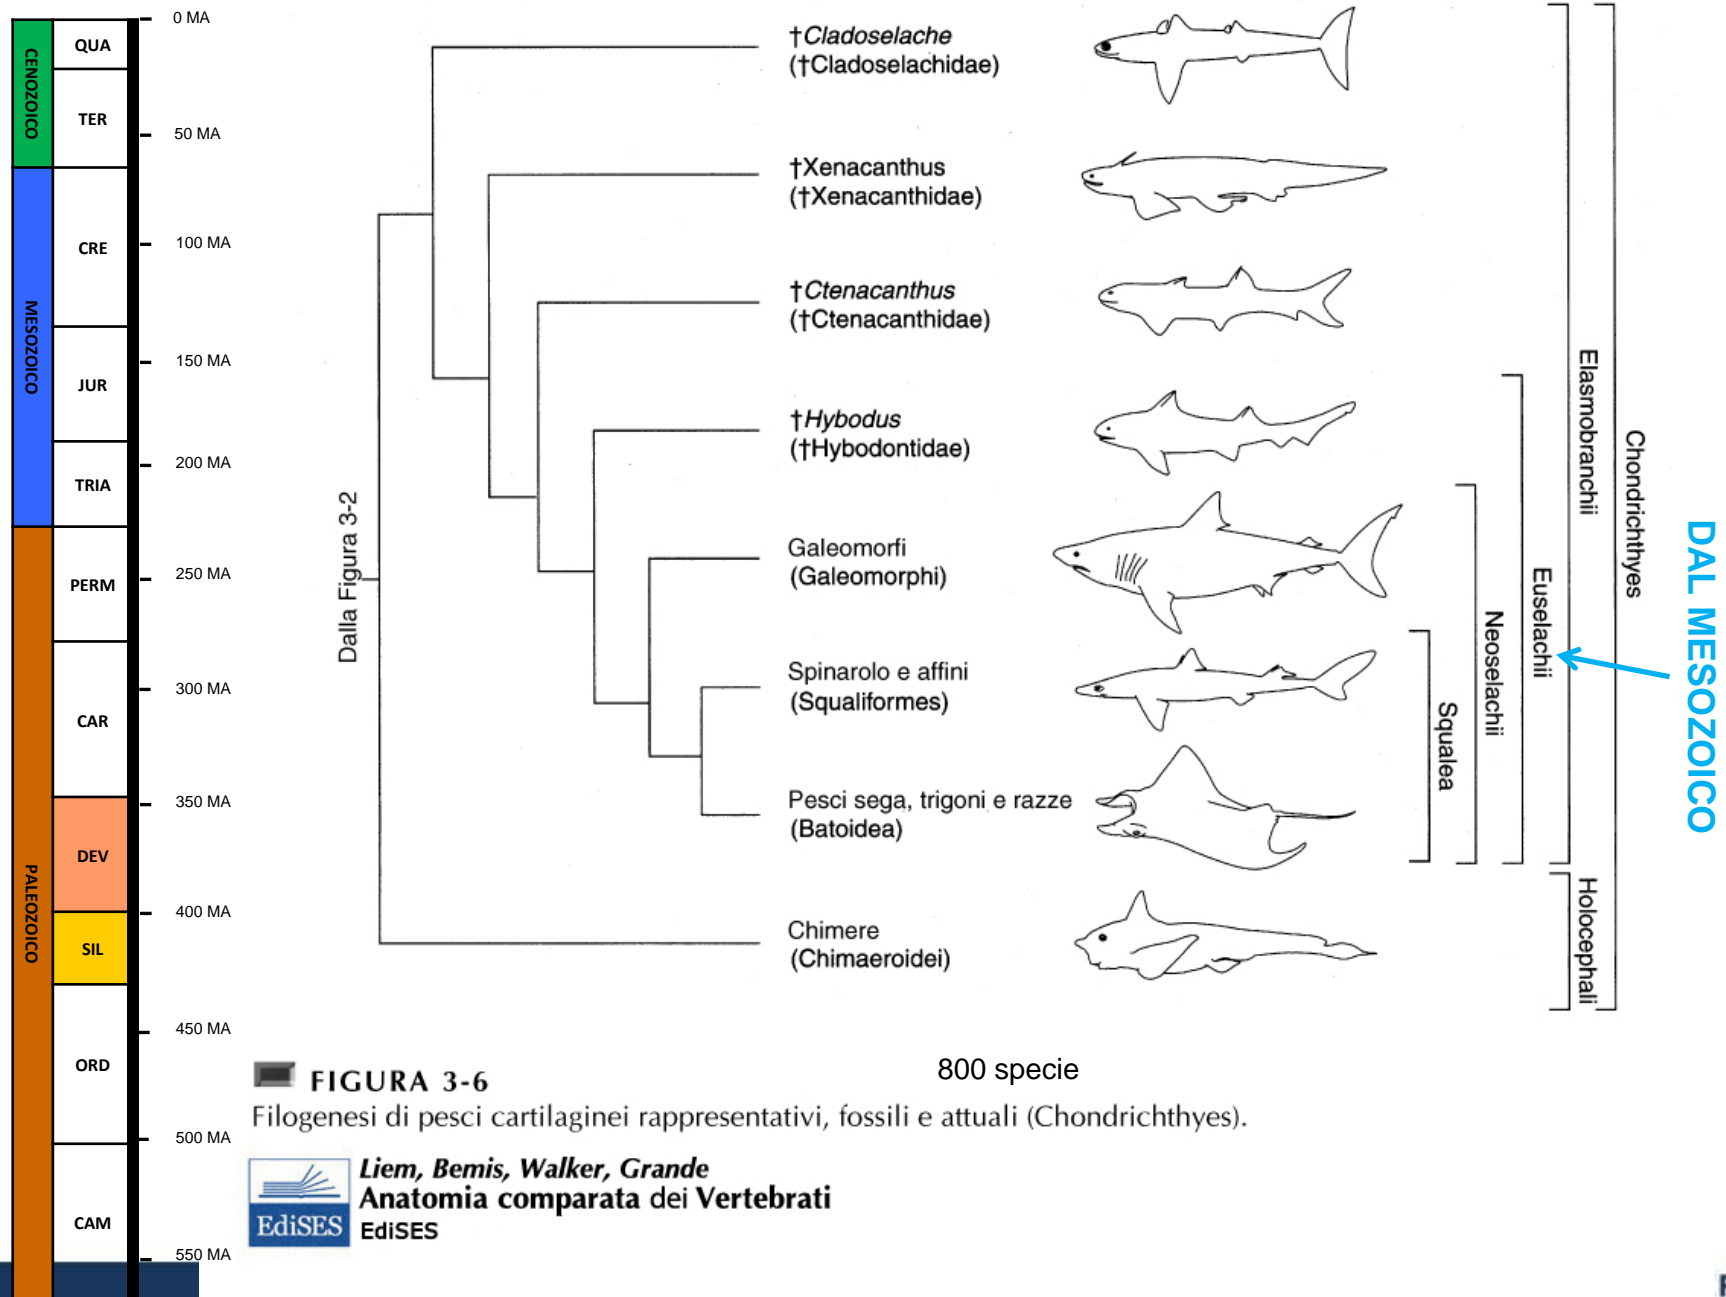 CENOZOICO
MESOZOICO
PALEOZOICO
QUA
TER
CRE
JUR
TRIA
PERM
CAR
DEV
SIL
ORD
CAM
0 MA
50 MA
100 MA
150 MA
200 MA
250 MA
300 MA
350 MA
400 MA
450 MA
500 MA
550 MA
Dalla Figura 3-2
†Cladoselache
(†Cladoselachidae)
†Xenacanthus
(†Xenacanthidae)
†Ctenacanthus
(†Ctenacanthidae)
†Hybodus
(†Hybodontidae)
Galeomorfi
(Galeomorphi)
Spinarolo e affini
(Squaliformes)
Pesci sega, trigoni e razze
(Batoidea)
Chimere
(Chimaeroidei)
Squalea
Neoselachii
Euselachii
Elasmobranchii
Holocephali
Chondrichthyes
DAL MESOZOICO
800 specie
FIGURA 3-6
Filogenesi di pesci cartilaginei rappresentativi, fossili e attuali (Chondrichthyes).
Liem, Bemis, Walker, Grande
Anatomia comparata dei Vertebrati
EdiSES
EdiSES